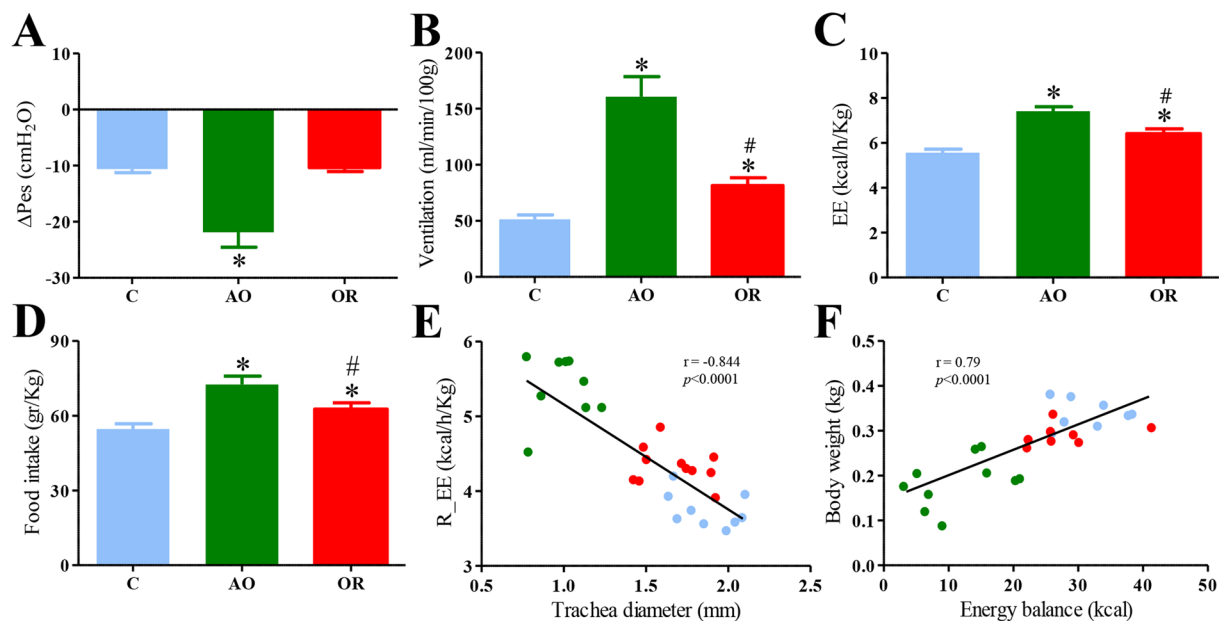 A
ΔPes (cmH₂O)
10
0
-10
-20
-30
*
C
AO
OR
B
Ventilation (ml/min/100g)
200
150
100
50
0
*
#
*
C
AO
OR
C
EE (kcal/h/Kg)
10
8
6
4
2
0
*
#
*
C
AO
OR
D
Food intake (gr/Kg)
90
60
30
0
*
#
*
C
AO
OR
E
R_EE (kcal/h/Kg)
6
5
4
3
r = -0.844
p<0.0001
0.5
1.0
1.5
2.0
2.5
Trachea diameter (mm)
F
Body weight (kg)
0.5
0.4
0.3
0.2
0.1
0.0
r = 0.79
p<0.0001
0
10
20
30
40
50
Energy balance (kcal)